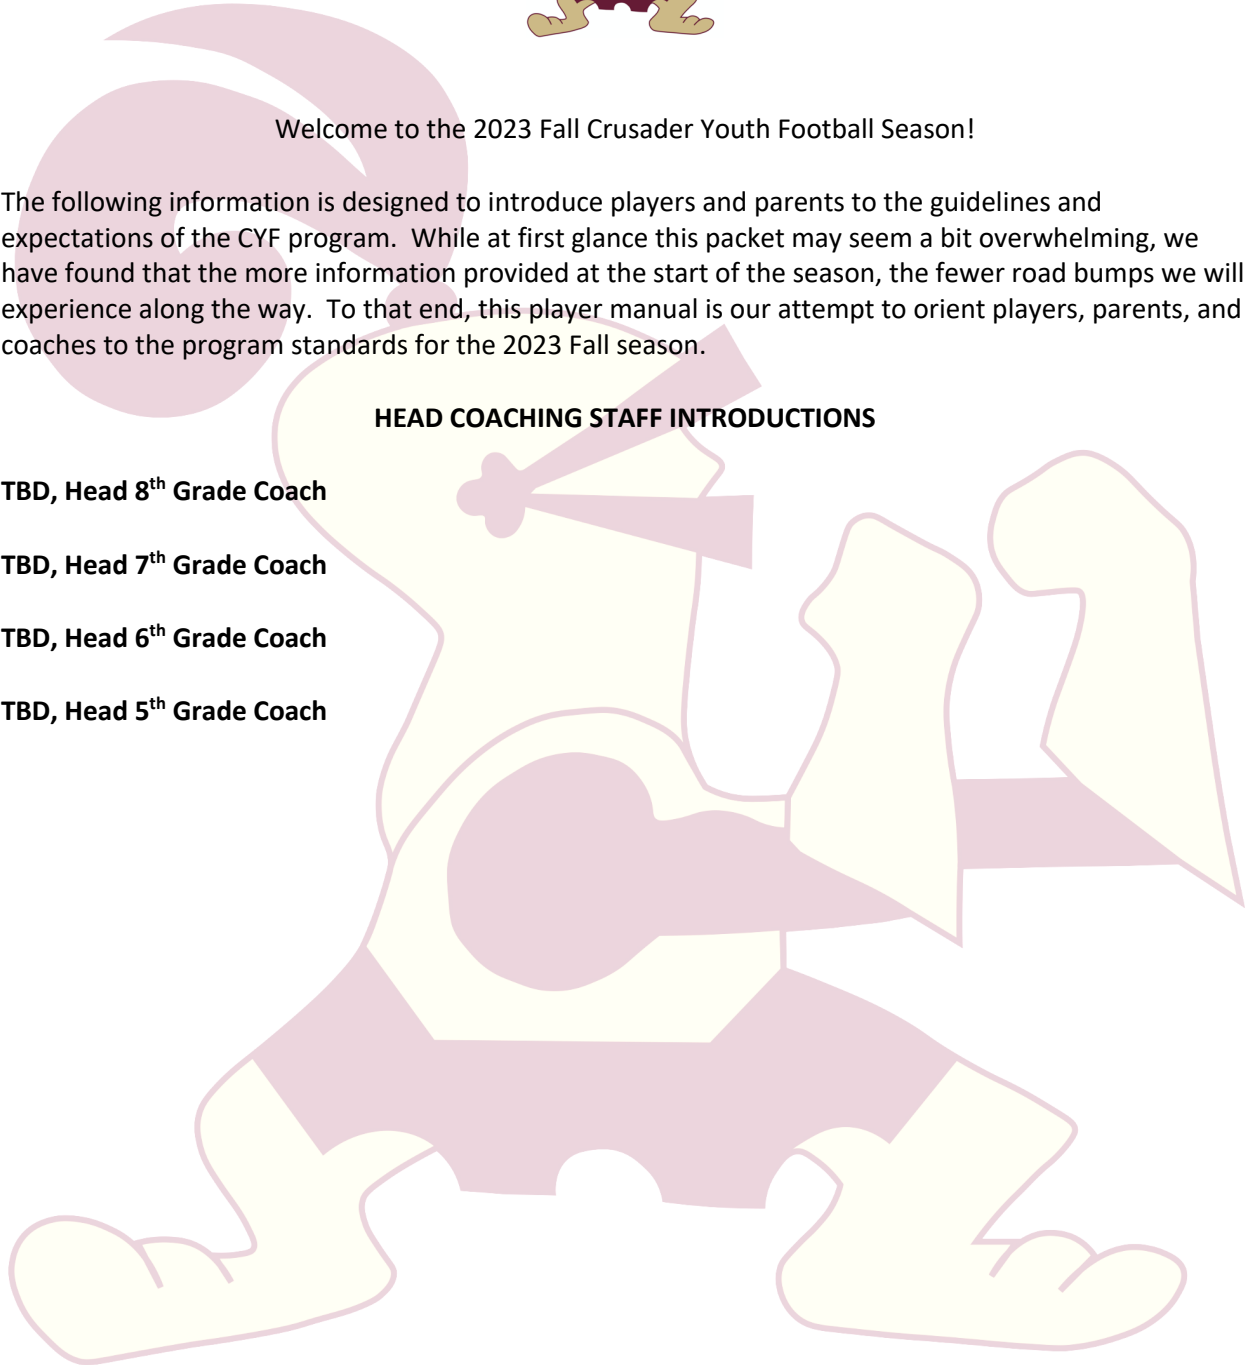 Welcome to the 2023 Fall Crusader Youth Football Season!
The following information is designed to introduce players and parents to the guidelines and
expectations of the CYF program.  While at first glance this packet may seem a bit overwhelming, we
have found that the more information provided at the start of the season, the fewer road bumps we will
experience along the way.  To that end, this player manual is our attempt to orient players, parents, and
coaches to the program standards for the 2023 Fall season.
HEAD COACHING STAFF INTRODUCTIONS
TBD, Head 8th Grade Coach
TBD, Head 7th Grade Coach
TBD, Head 6th Grade Coach
TBD, Head 5th Grade Coach